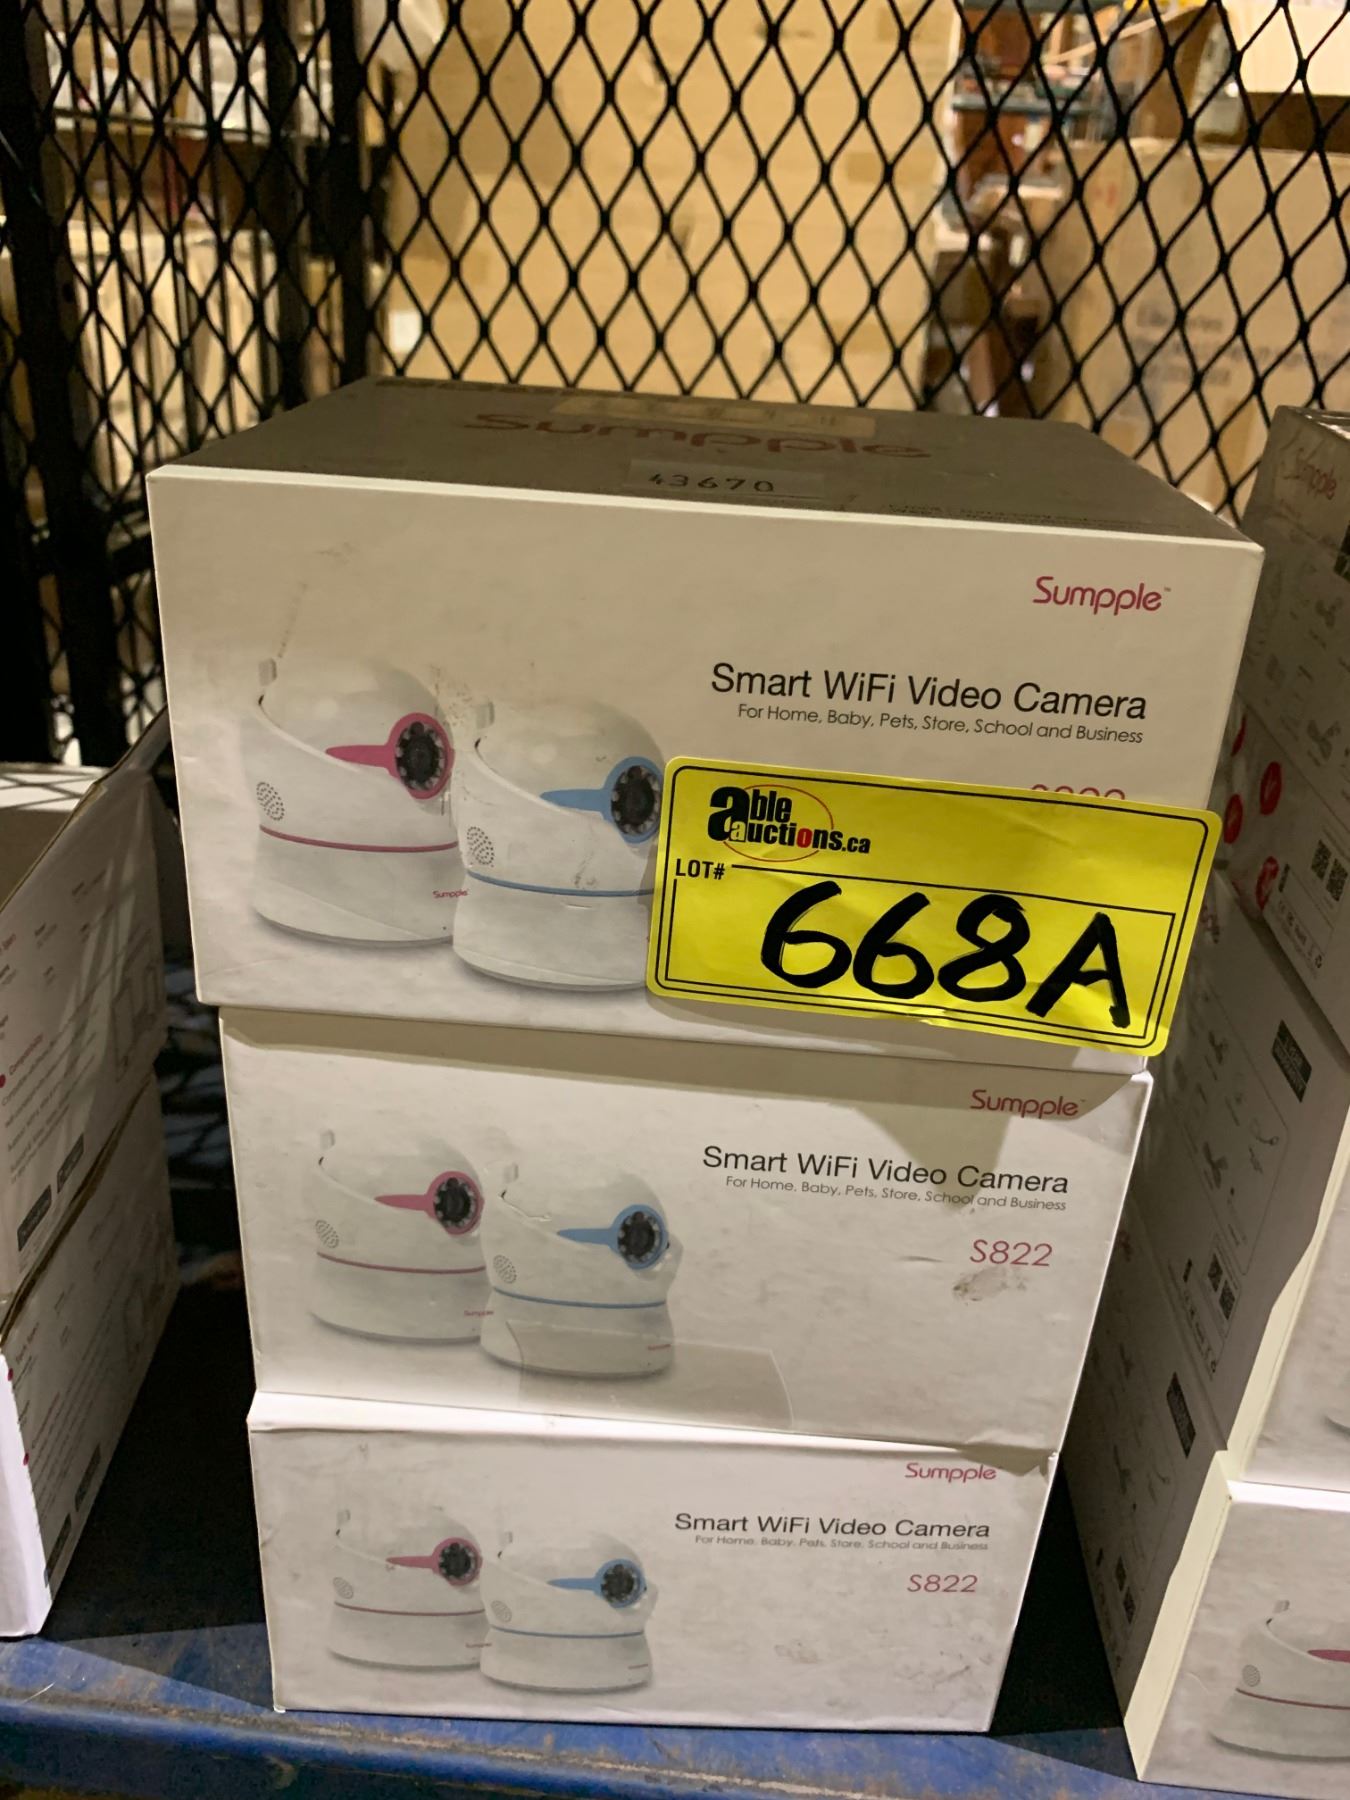 Sumpple
43670
Sumpple™
Smart WiFi Video Camera
For Home, Baby, Pets, Store, School and Business
able
auctions.ca
LOT#
668A
Sumpple
Sumpple
Smart WiFi Video Camera
For Home, Baby, Pets, Store, School and Business
S822
Sumpple
Smart WiFi Video Camera
For Home, Baby, Pets, Store, School and Business
S822
Sumpple